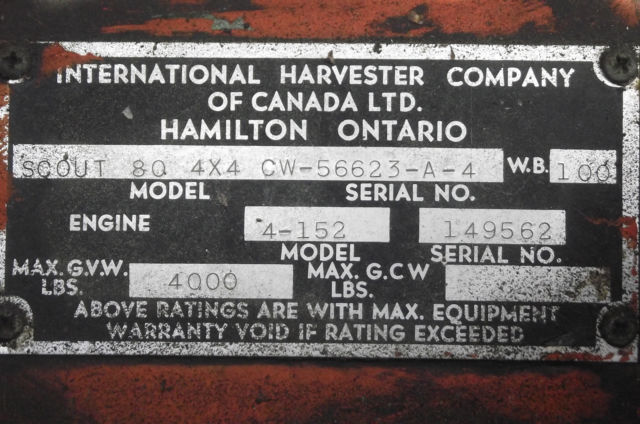 INTERNATIONAL HARVESTER COMPANY
OF CANADA LTD.
HAMILTON ONTARIO
SCOUT 80 4X4 CW-56623-A-4 W.B. 100
MODEL SERIAL NO.
ENGINE 4-152 149562
MODEL SERIAL NO.
MAX. G.V.W. LBS. 4000 MAX. G.C W LBS.
ABOVE RATINGS ARE WITH MAX. EQUIPMENT
WARRANTY VOID IF RATING EXCEEDED